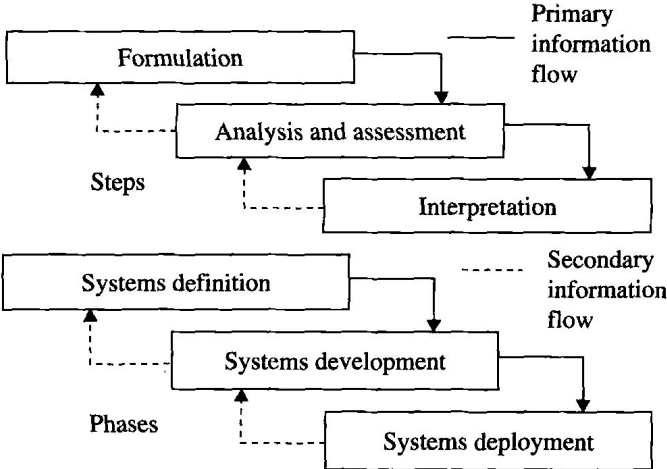 Primary
information
flow
Formulation
Analysis and assessment
Steps
Interpretation
Systems definition
Secondary
information
flow
Systems development
Phases
Systems deployment